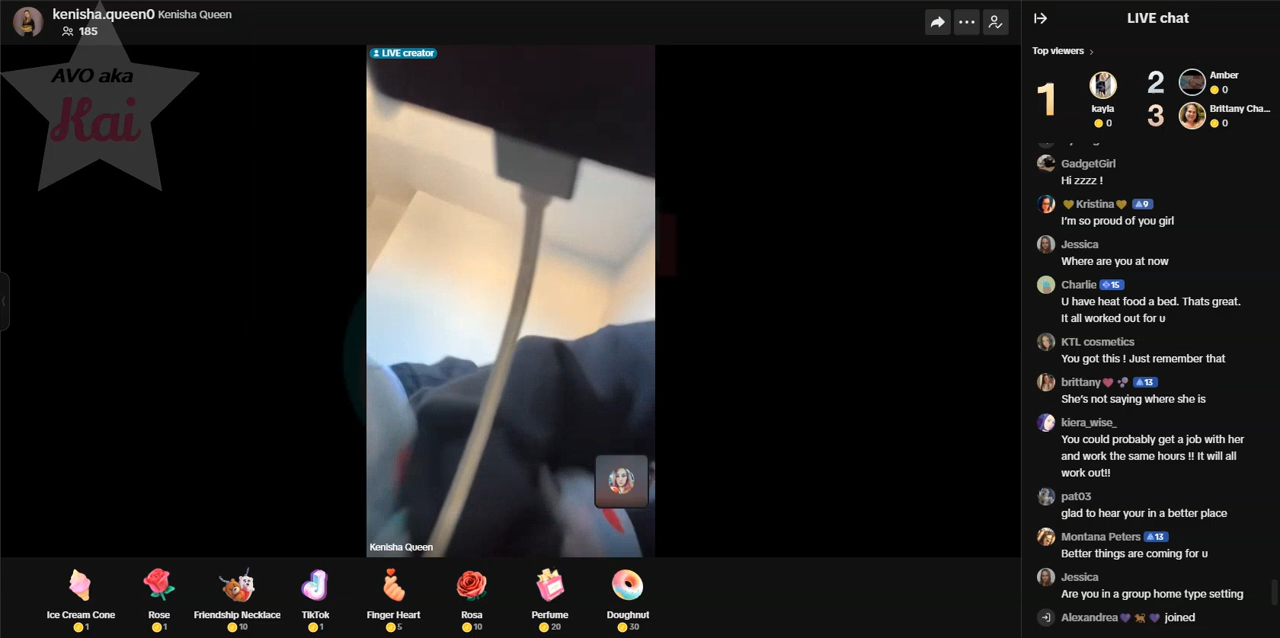 kenisha.queen0 Kenisha Queen
185
AVO aka
Kai
LIVE creator
Kenisha Queen
Ice Cream Cone
1
Rose
1
Friendship Necklace
10
TikTok
1
Finger Heart
5
Rosa
10
Perfume
20
Doughnut
30
LIVE chat
Top viewers
1
kayla
0
2
Amber
0
3
Brittany Cha...
0
GadgetGirl
Hi zzzz !
Kristina 9
I'm so proud of you girl
Jessica
Where are you at now
Charlie 15
U have heat food a bed. Thats great.
It all worked out for u
KTL cosmetics
You got this ! Just remember that
brittany 13
She's not saying where she is
kiera_wise_
You could probably get a job with her
and work the same hours !! It will all
work out!!
pat03
glad to hear your in a better place
Montana Peters 13
Better things are coming for u
Jessica
Are you in a group home type setting
Alexandrea joined